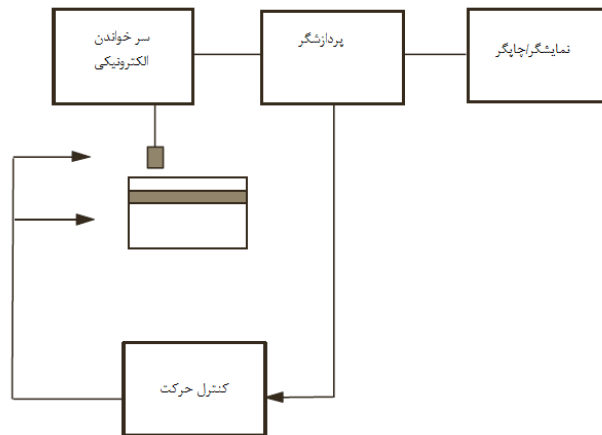 سر خواندن
الکترونیکی
پردازشگر
نمایشگر/چاپگر
کنترل حرکت